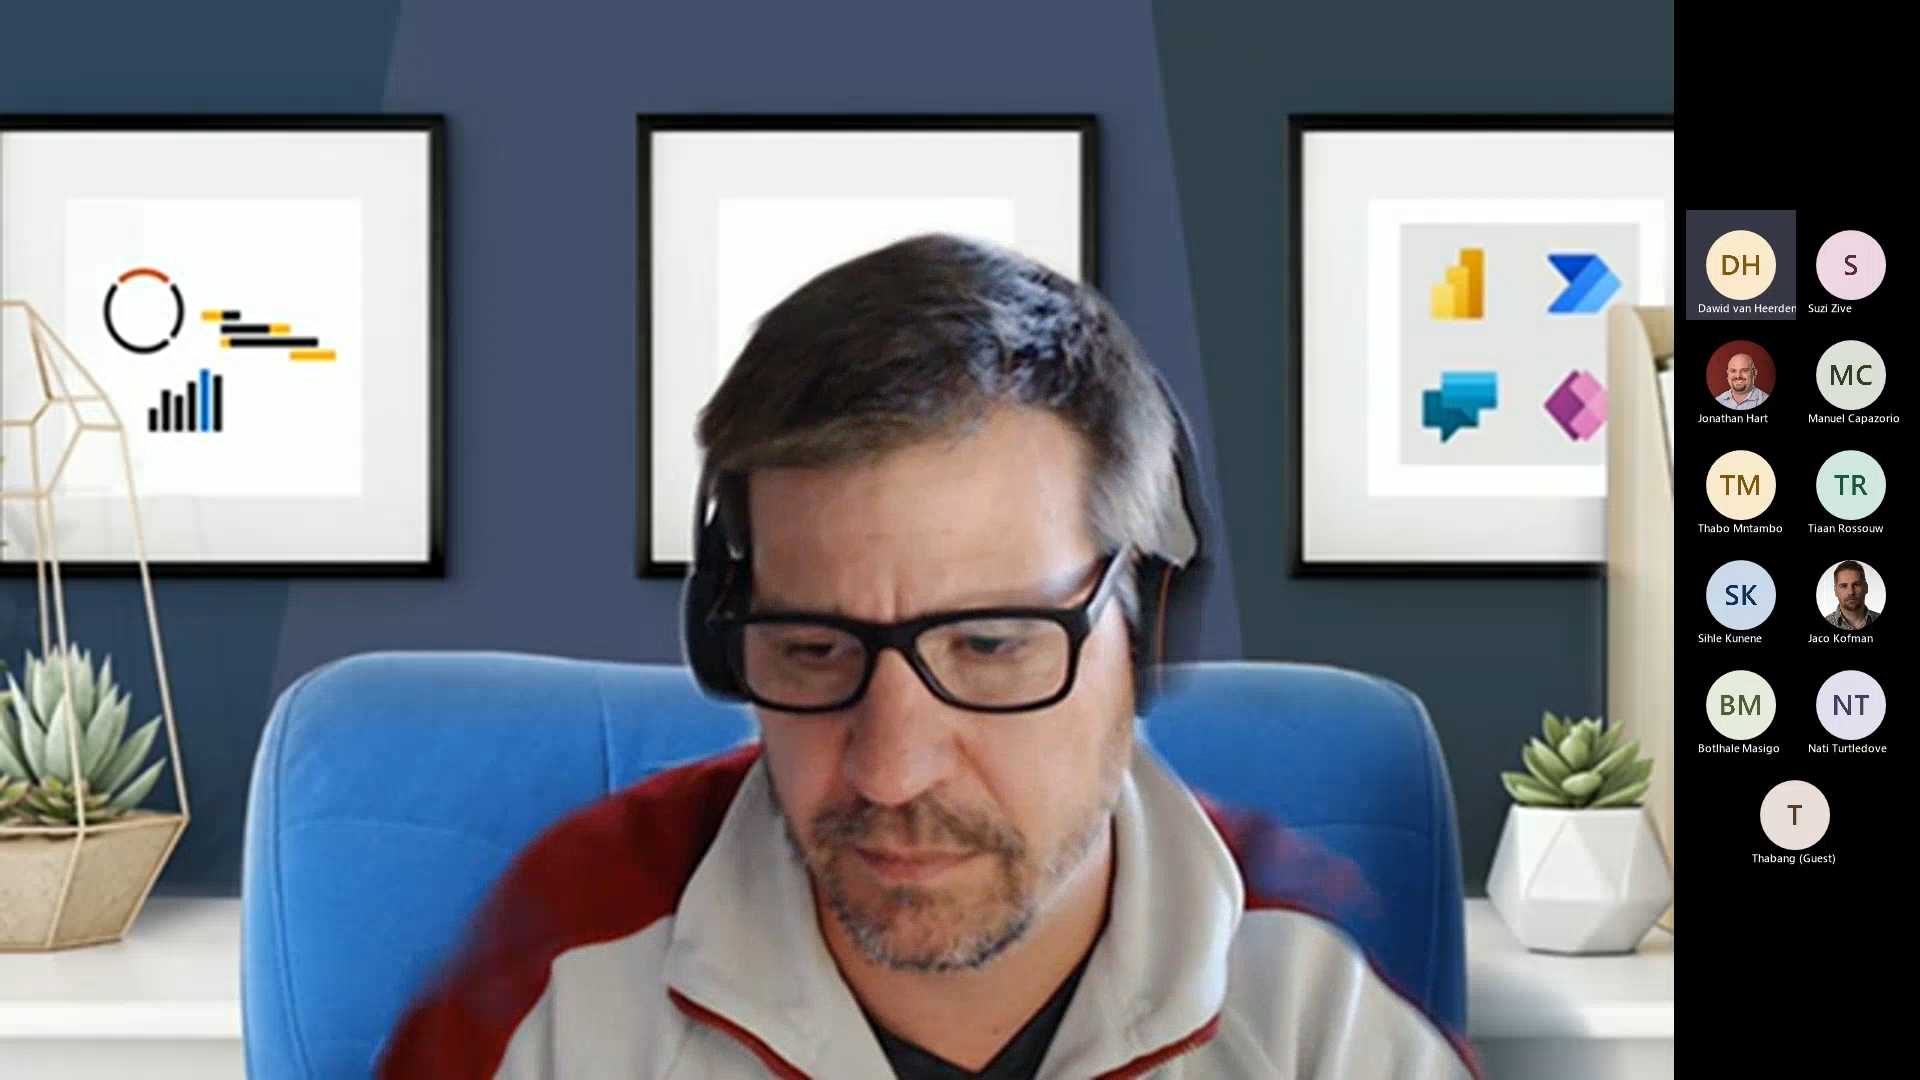 DH
S
Dawid van Heerden
Suzi Zive
MC
Jonathan Hart
Manuel Capazorio
TM
TR
Thabo Mntambo
Tiaan Rossouw
SK
Sihle Kunene
Jaco Kofman
BM
NT
Botlhale Masigo
Nati Turtledove
T
Thabang (Guest)